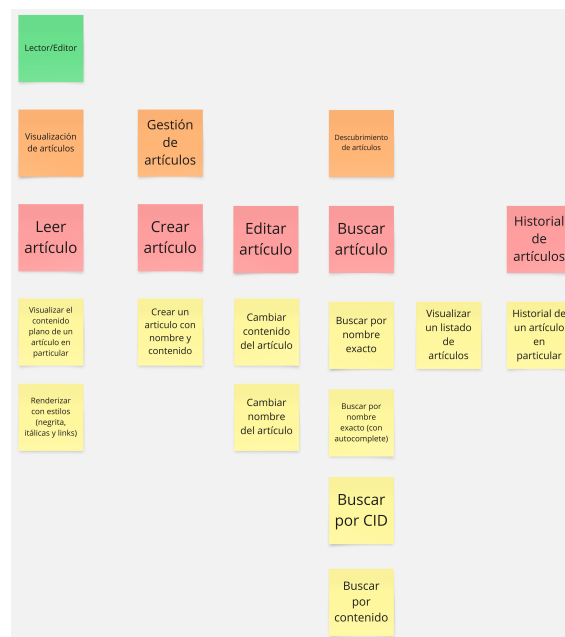 Lector/Editor
Visualización
de artículos
Gestión
de
artículos
Descubrimiento
de artículos
Leer
artículo
Crear
artículo
Editar
artículo
Buscar
artículo
Historial
de
artículos
Visualizar el
contenido
plano de un
artículo en
particular
Crear un
articulo con
nombre y
contenido
Cambiar
contenido
del artículo
Buscar por
nombre
exacto
Visualizar
un listado
de
artículos
Historial de
un artículo
en
particular
Renderizar
con estilos
(negrita,
itálicas y links)
Cambiar
nombre
del artículo
Buscar por
nombre
exacto (con
autocomplete)
Buscar
por CID
Buscar
por
contenido